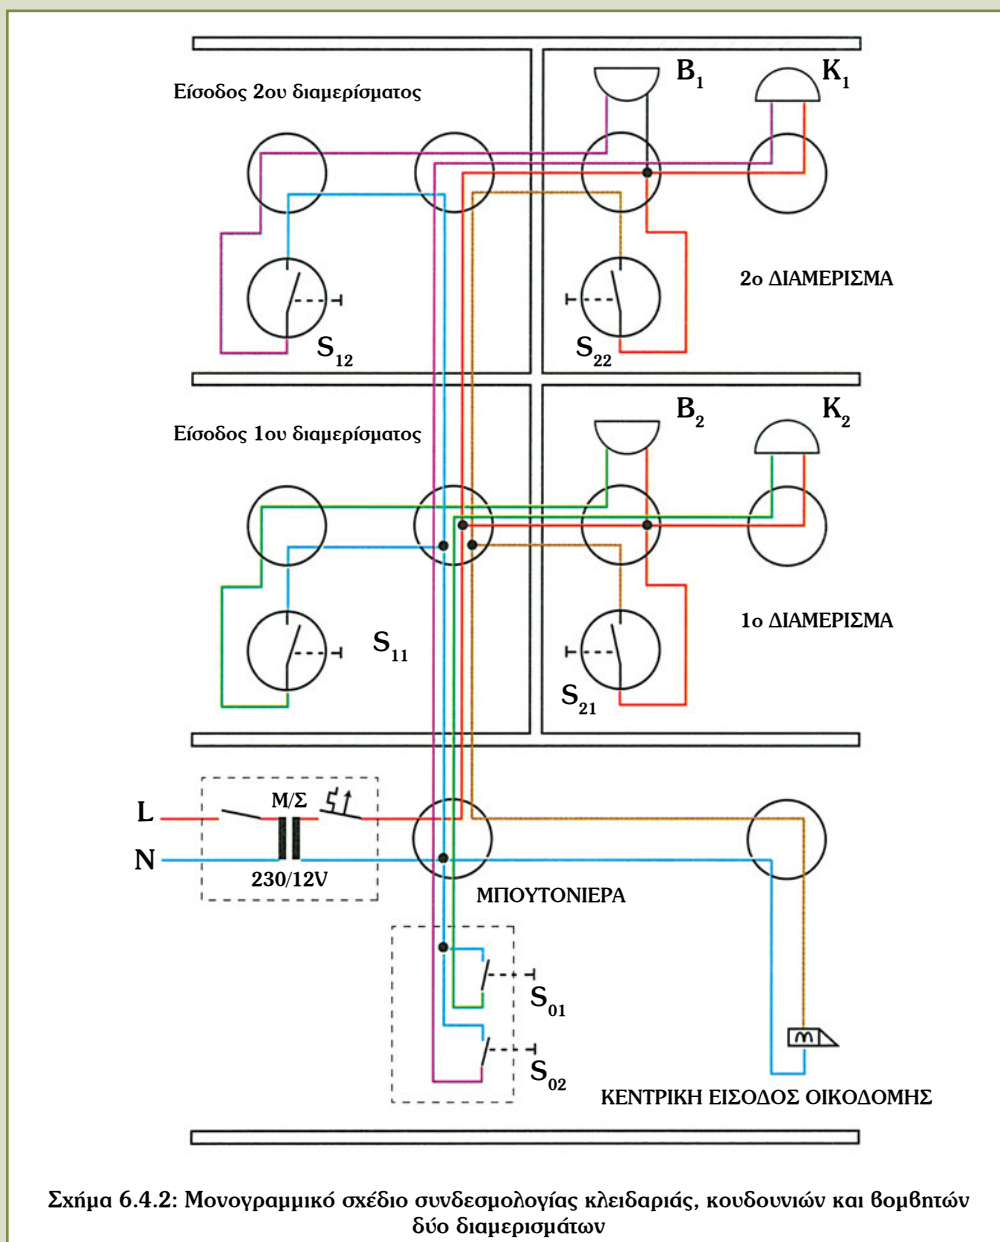 B1
K1
Είσοδος 2ου διαμερίσματος
2ο ΔΙΑΜΕΡΙΣΜΑ
S12
S22
B2
K2
Είσοδος 1ου διαμερίσματος
1ο ΔΙΑΜΕΡΙΣΜΑ
S11
S21
L
Μ/Σ
N
230/12V
ΜΠΟΥΤΟΝΙΕΡΑ
S01
S02
ΚΕΝΤΡΙΚΗ ΕΙΣΟΔΟΣ ΟΙΚΟΔΟΜΗΣ
Σχήμα 6.4.2: Μονογραμμικό σχέδιο συνδεσμολογίας κλειδαριάς, κουδουνιών και βομβητών
δύο διαμερισμάτων